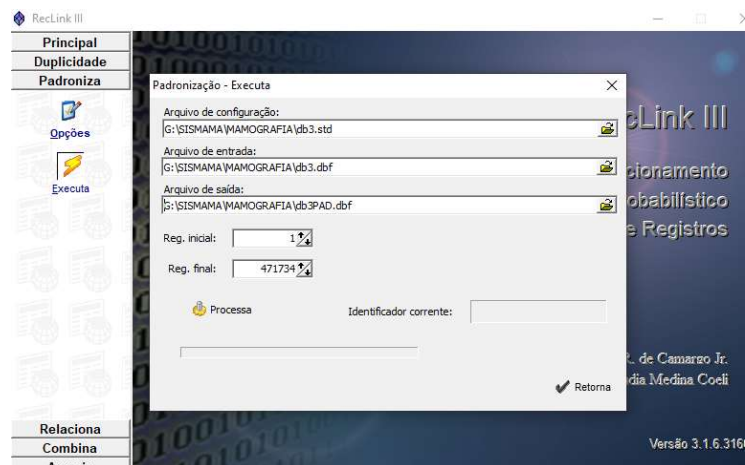 RecLink III
Principal
Duplicidade
Padroniza
Opções
Executa
Relaciona
Combina
Padronização - Executa
Arquivo de configuração:
G:\SISMAMA\MAMOGRAFIA\db3.std
Arquivo de entrada:
G:\SISMAMA\MAMOGRAFIA\db3.dbf
Arquivo de saída:
G:\SISMAMA\MAMOGRAFIA\db3PAD.dbf
Reg. inicial: 1
Reg. final: 471734
Processa
Identificador corrente:
Retorna
cLink III
cionamento
obabilístico
e Registros
R. de Camargo Jr.
dia Medina Coeli
Versão 3.1.6.3160